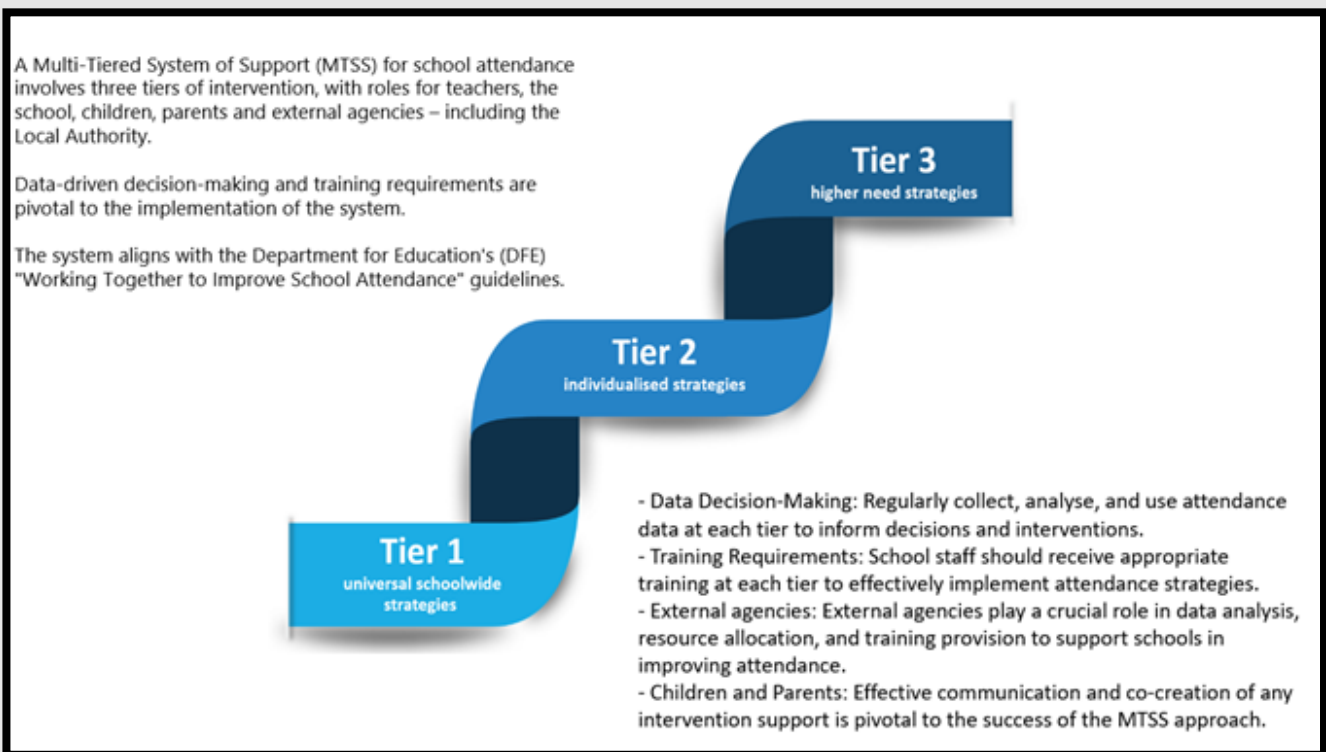 A Multi-Tiered System of Support (MTSS) for school attendance
involves three tiers of intervention, with roles for teachers, the
school, children, parents and external agencies – including the
Local Authority.
Data-driven decision-making and training requirements are
pivotal to the implementation of the system.
The system aligns with the Department for Education's (DFE)
"Working Together to Improve School Attendance" guidelines.
Tier 3
higher need strategies
Tier 2
individualised strategies
Tier 1
universal schoolwide
strategies
- Data Decision-Making: Regularly collect, analyse, and use attendance
data at each tier to inform decisions and interventions.
- Training Requirements: School staff should receive appropriate
training at each tier to effectively implement attendance strategies.
- External agencies: External agencies play a crucial role in data analysis,
resource allocation, and training provision to support schools in
improving attendance.
- Children and Parents: Effective communication and co-creation of any
intervention support is pivotal to the success of the MTSS approach.